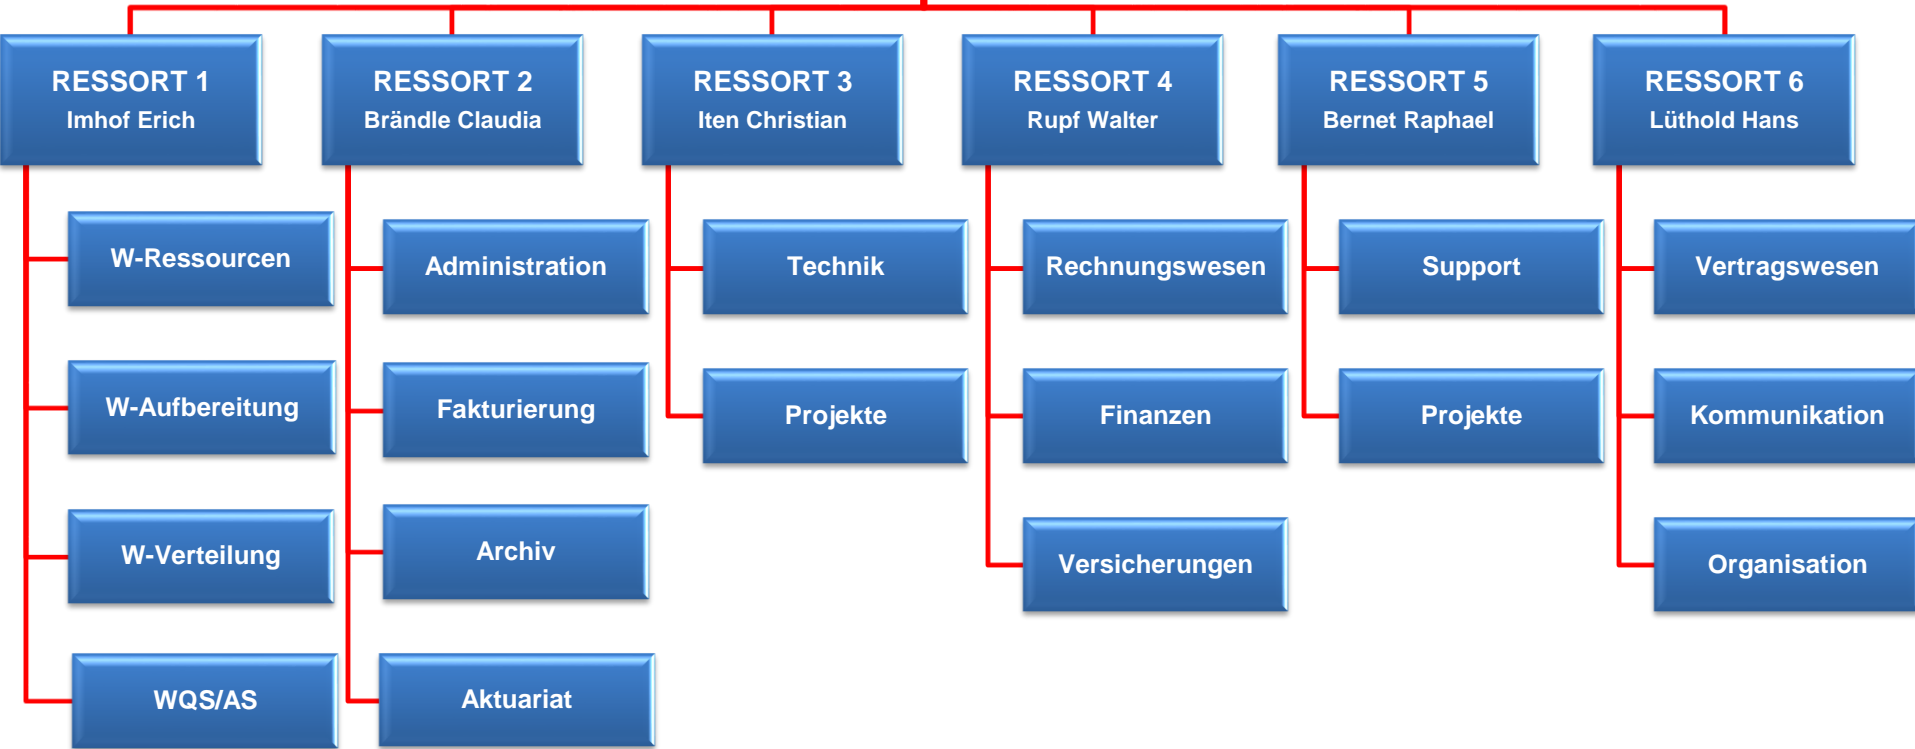 RESSORT 1
Imhof Erich
RESSORT 2
Brändle Claudia
RESSORT 3
Iten Christian
RESSORT 4
Rupf Walter
RESSORT 5
Bernet Raphael
RESSORT 6
Lüthold Hans
W-Ressourcen
W-Aufbereitung
W-Verteilung
WQS/AS
Administration
Fakturierung
Archiv
Aktuariat
Technik
Projekte
Rechnungswesen
Finanzen
Versicherungen
Support
Projekte
Vertragswesen
Kommunikation
Organisation